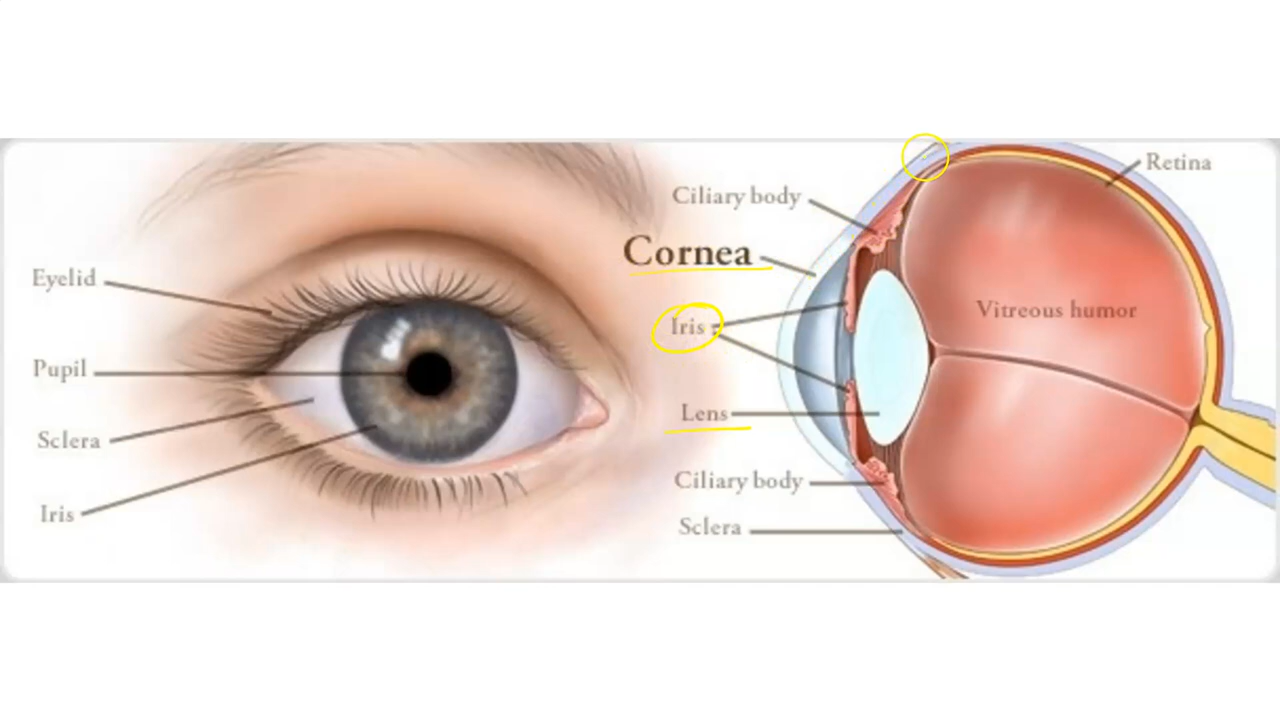 Eyelid
Pupil
Sclera
Iris
Ciliary body
Cornea
Iris
Lens
Ciliary body
Sclera
Retina
Vitreous humor